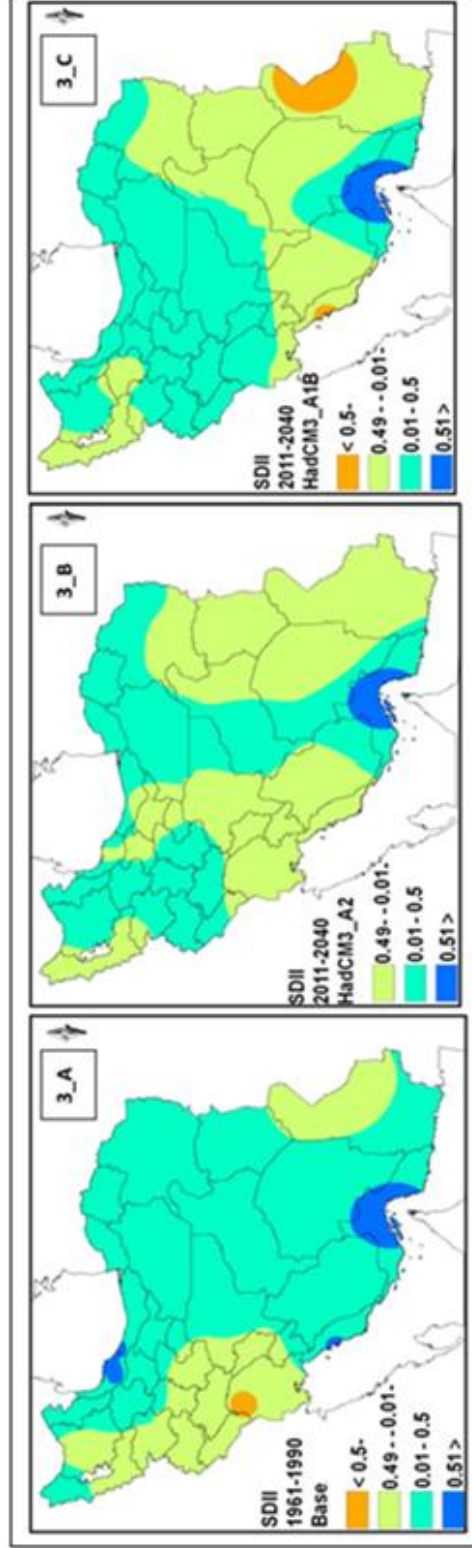 3_A
SDII
1961-1990
Base
< 0.5-
0.49- - 0.01-
0.01 - 0.5
0.51 >
3_B
SDII
2011-2040
HadCM3_A2
0.49- - 0.01-
0.01 - 0.5
0.51 >
3_C
SDII
2011-2040
HadCM3_A1B
< 0.5-
0.49 - - 0.01-
0.01 - 0.5
0.51 >